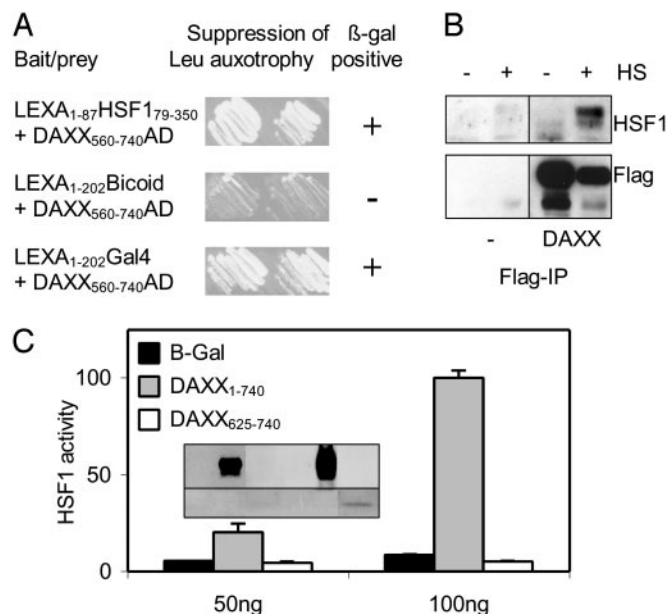 A
Suppression of ß-gal
Bait/prey Leu auxotrophy positive
LEXA₁₋₈₇HSF1₇₉₋₃₅₀
+ DAXX₅₆₀₋₇₄₀AD
+
LEXA₁₋₂₀₂Bicoid
+ DAXX₅₆₀₋₇₄₀AD
-
LEXA₁₋₂₀₂Gal4
+ DAXX₅₆₀₋₇₄₀AD
+
B
- + - + HS
HSF1
Flag
- DAXX
Flag-IP
C
B-Gal
DAXX₁₋₇₄₀
DAXX₆₂₅₋₇₄₀
HSF1 activity
100
50
0
50ng 100ng